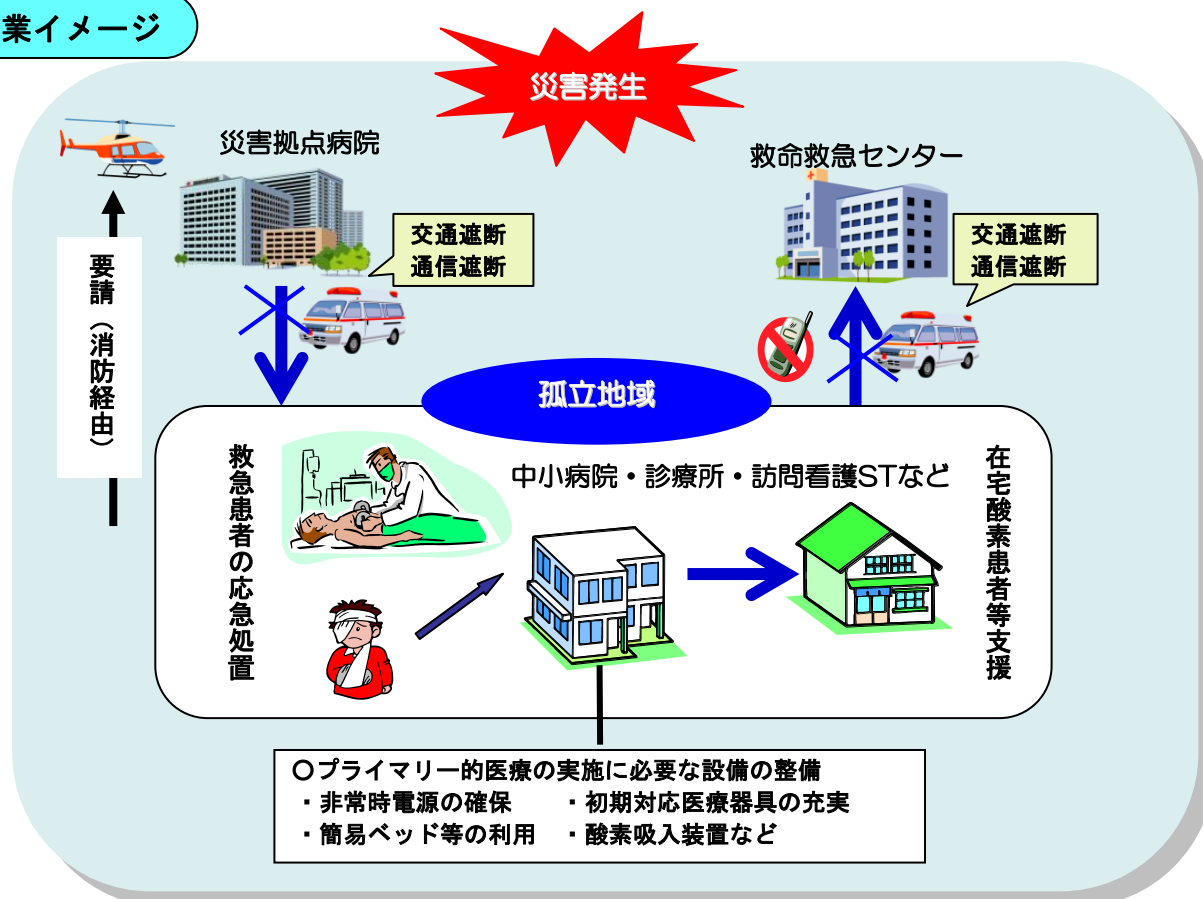 業イメージ
災害発生
災害拠点病院
救命救急センター
交通遮断
通信遮断
交通遮断
通信遮断
要請（消防経由）
孤立地域
救急患者の応急処置
中小病院・診療所・訪問看護STなど
在宅酸素患者等支援
〇プライマリー的医療の実施に必要な設備の整備
・非常時電源の確保　　・初期対応医療器具の充実
・簡易ベッド等の利用　・酸素吸入装置など